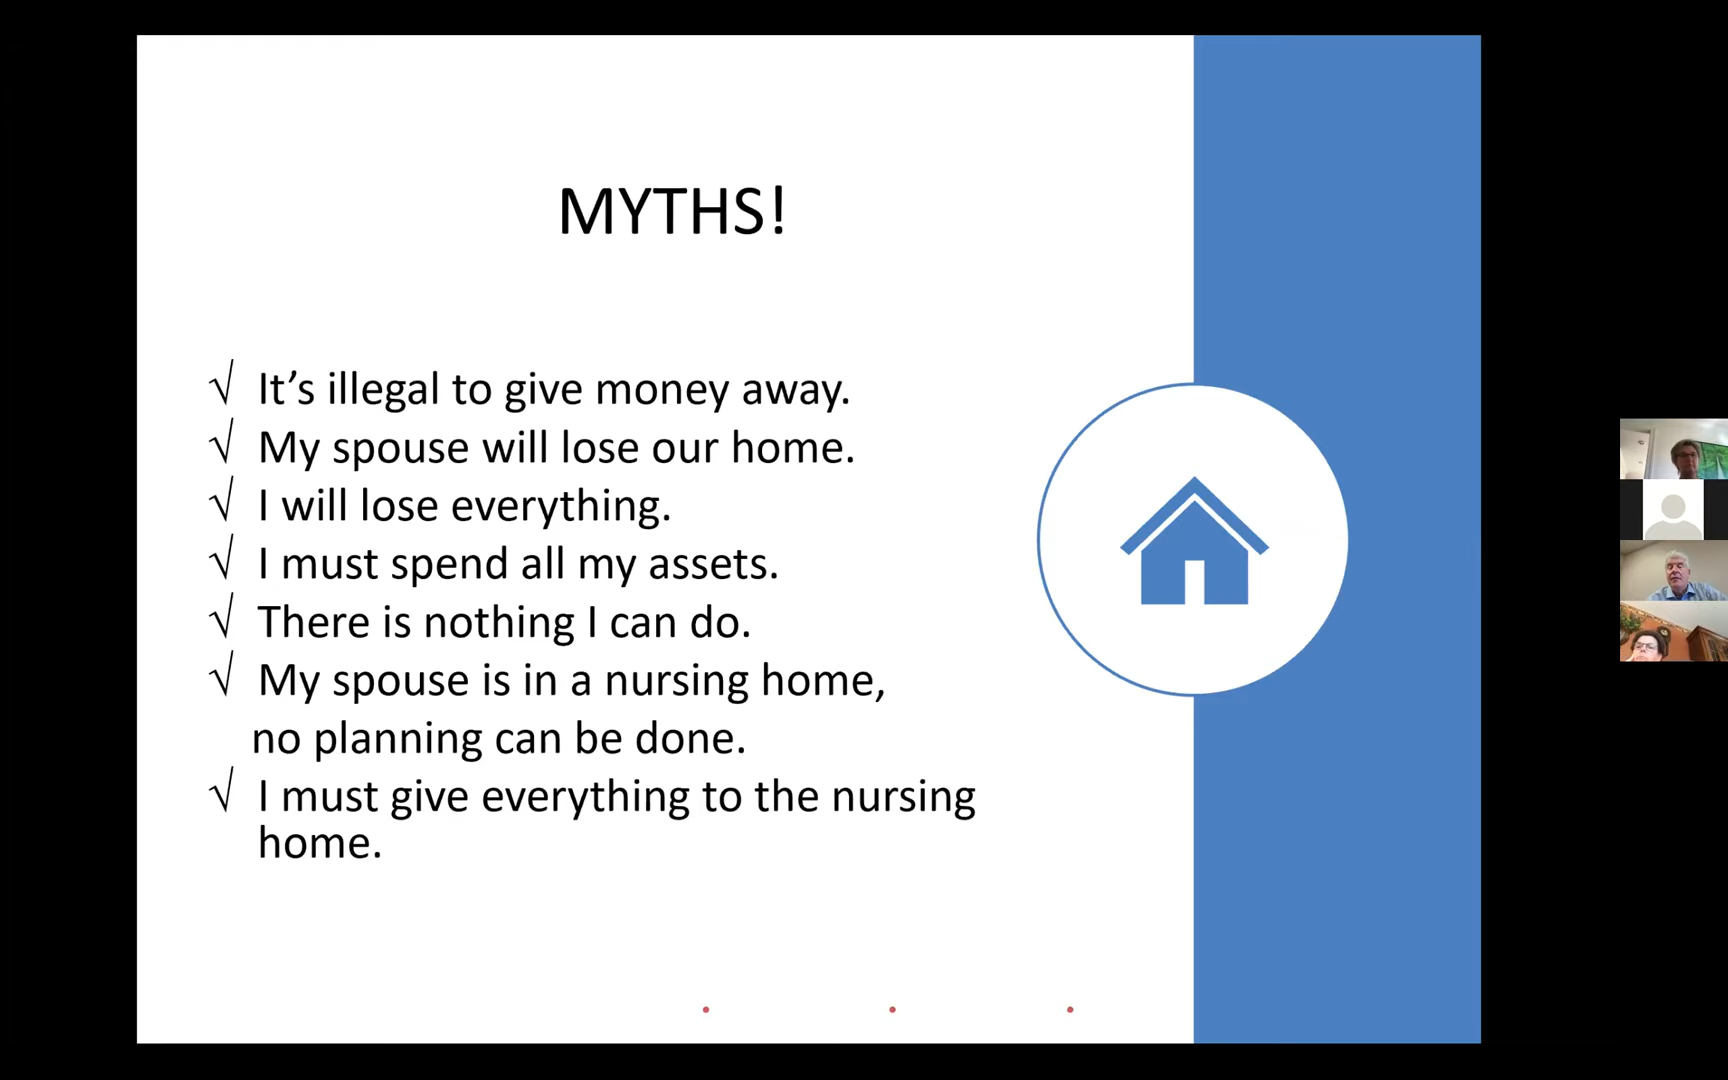 MYTHS!
√ It’s illegal to give money away.
√ My spouse will lose our home.
√ I will lose everything.
√ I must spend all my assets.
√ There is nothing I can do.
√ My spouse is in a nursing home,
no planning can be done.
√ I must give everything to the nursing
home.